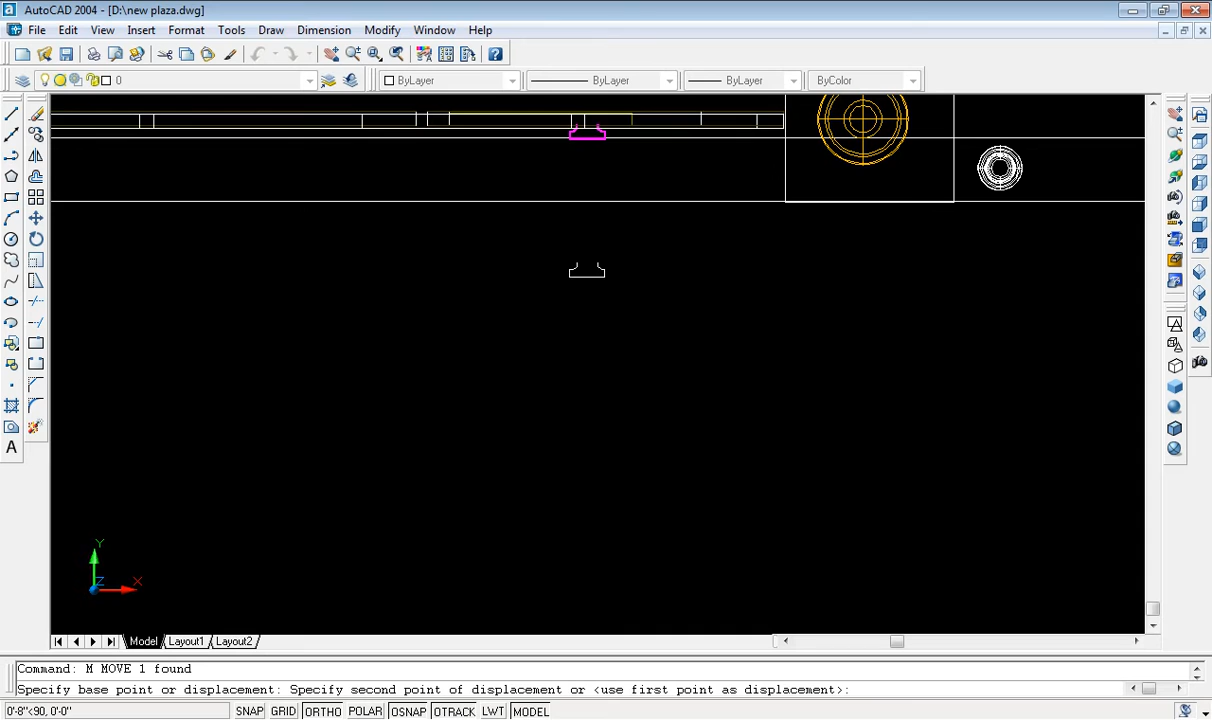 AutoCAD 2004 - [D:\new plaza.dwg]
File Edit View Insert Format Tools Draw Dimension Modify Window Help
0 ByLayer ByLayer ByLayer ByColor
A
Y
Z X
Model Layout1 Layout2
Command: M MOVE 1 found
Specify base point or displacement: Specify second point of displacement or <use first point as displacement>:
0'-8"<90, 0'-0" SNAP GRID ORTHO POLAR OSNAP OTRACK LWT MODEL